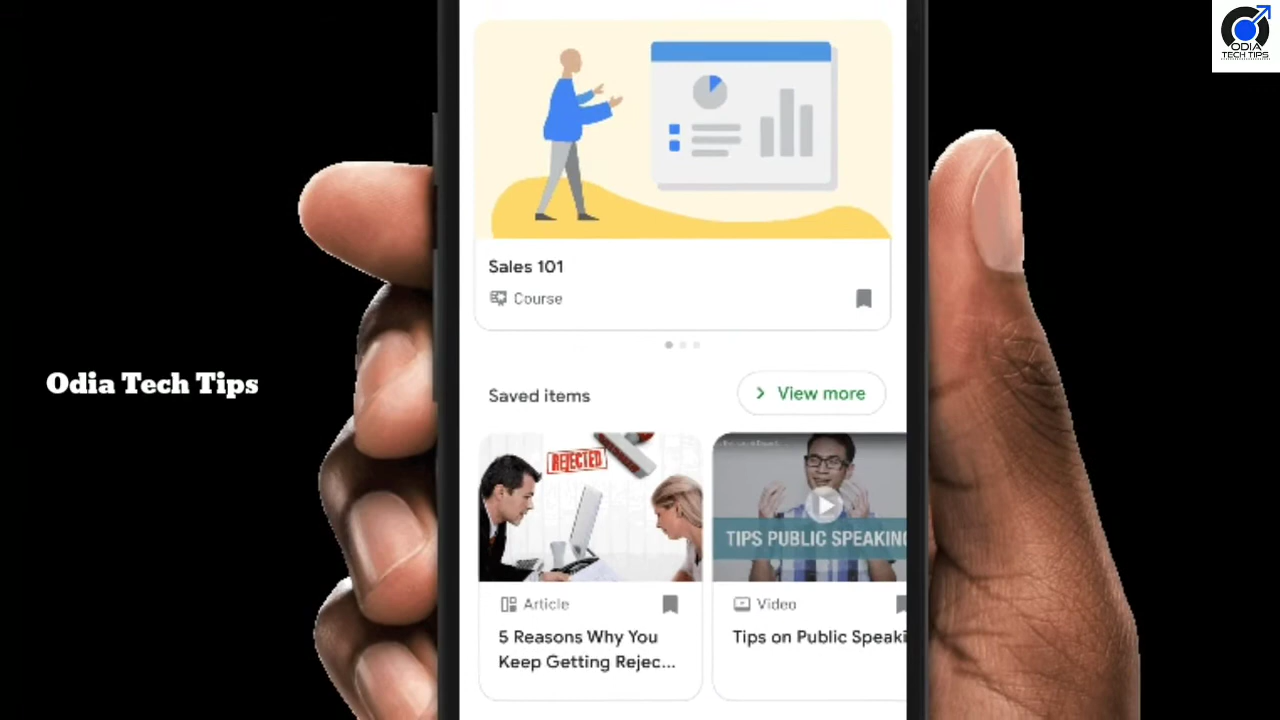 ODIA
TECH TIPS
Sales 101
Course
Odia Tech Tips
Saved items
View more
REJECTED
TIPS PUBLIC SPEAKING
Article
Video
5 Reasons Why You
Keep Getting Rejec...
Tips on Public Speaki